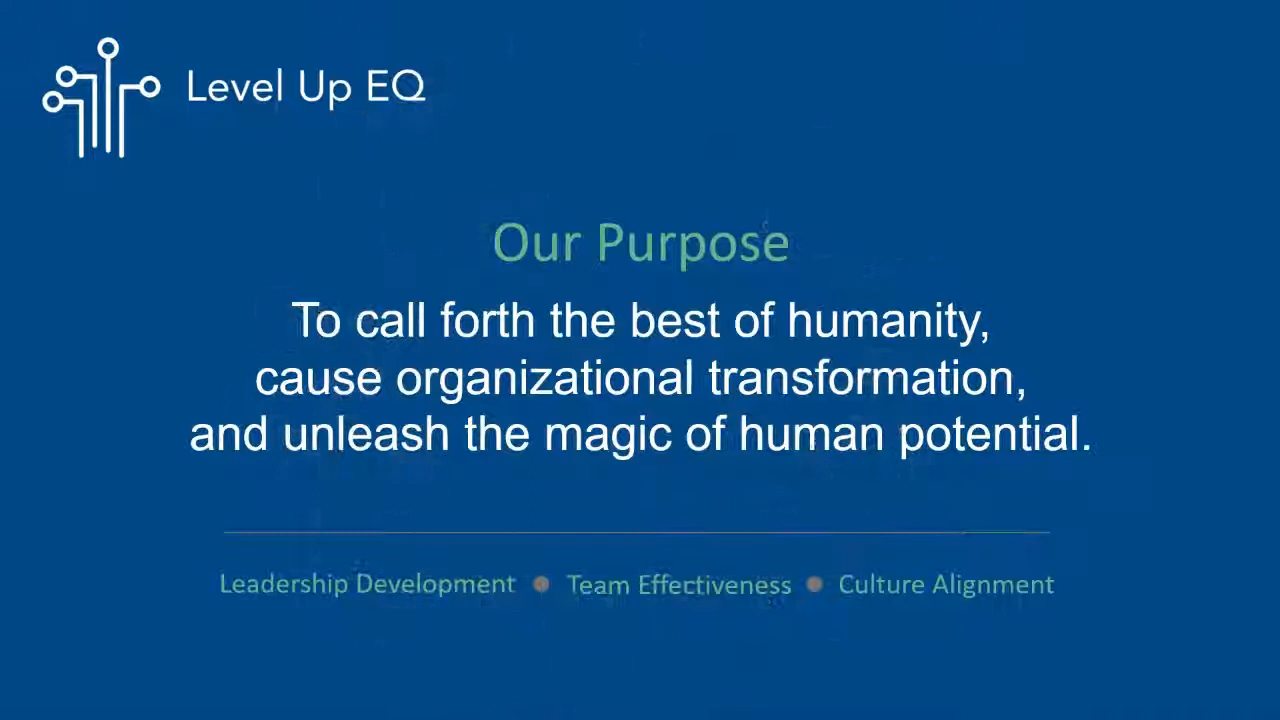 Level Up EQ
Our Purpose
To call forth the best of humanity,
cause organizational transformation,
and unleash the magic of human potential.
Leadership Development ● Team Effectiveness ● Culture Alignment